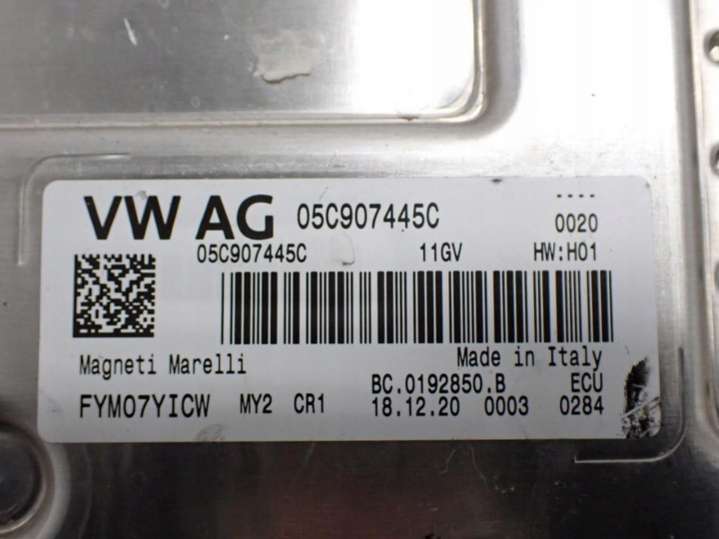 VW AG 05C907445C ----
0020
05C907445C 11GV HW:H01
Magneti Marelli Made in Italy
BC.0192850.B ECU
FYM07YICW MY2 CR1 18.12.20 0003 0284